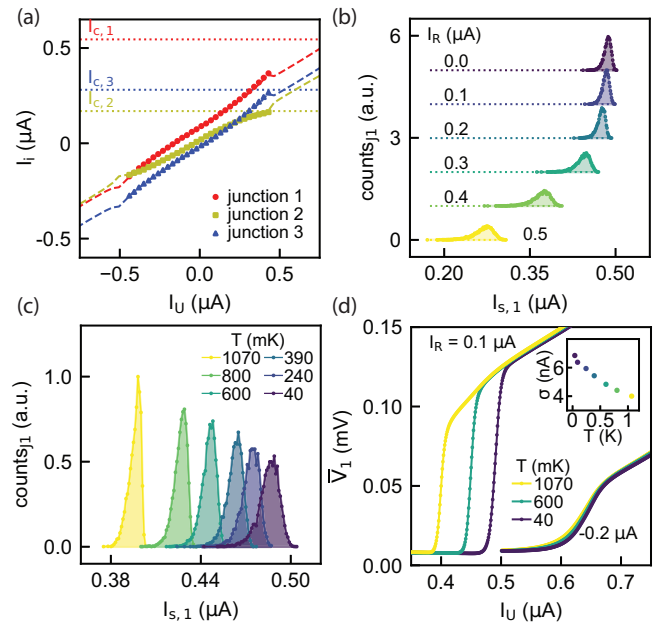 (a)
I_c,1
I_c,3
I_c,2
I_i (µA)
0.5
0
-0.5
-0.5
0.0
0.5
I_U (µA)
junction 1
junction 2
junction 3
(b)
I_R (µA)
0.0
0.1
0.2
0.3
0.4
0.5
counts_J1 (a.u.)
6
3
0
0.20
0.35
0.50
I_s,1 (µA)
(c)
T (mK)
1070 390
800 240
600 40
counts_J1 (a.u.)
1.0
0.5
0.0
0.38
0.44
0.50
I_s,1 (µA)
(d)
I_R = 0.1 µA
V̅_1 (mV)
0.15
0.10
0.05
0.00
0.4
0.5
0.6
0.7
I_U (µA)
T (mK)
1070
600
40
-0.2 µA
σ (nA)
6
4
0
1
T (K)